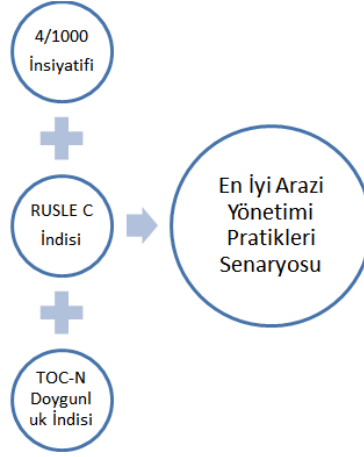 4/1000
İnsiyatifi
RUSLE C
İndisi
TOC-N
Doygunl
uk İndisi
En İyi Arazi
Yönetimi
Pratikleri
Senaryosu